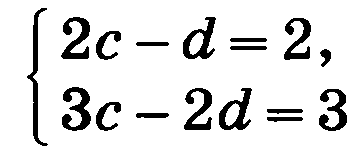 2c − d = 2,
3c − 2d = 3